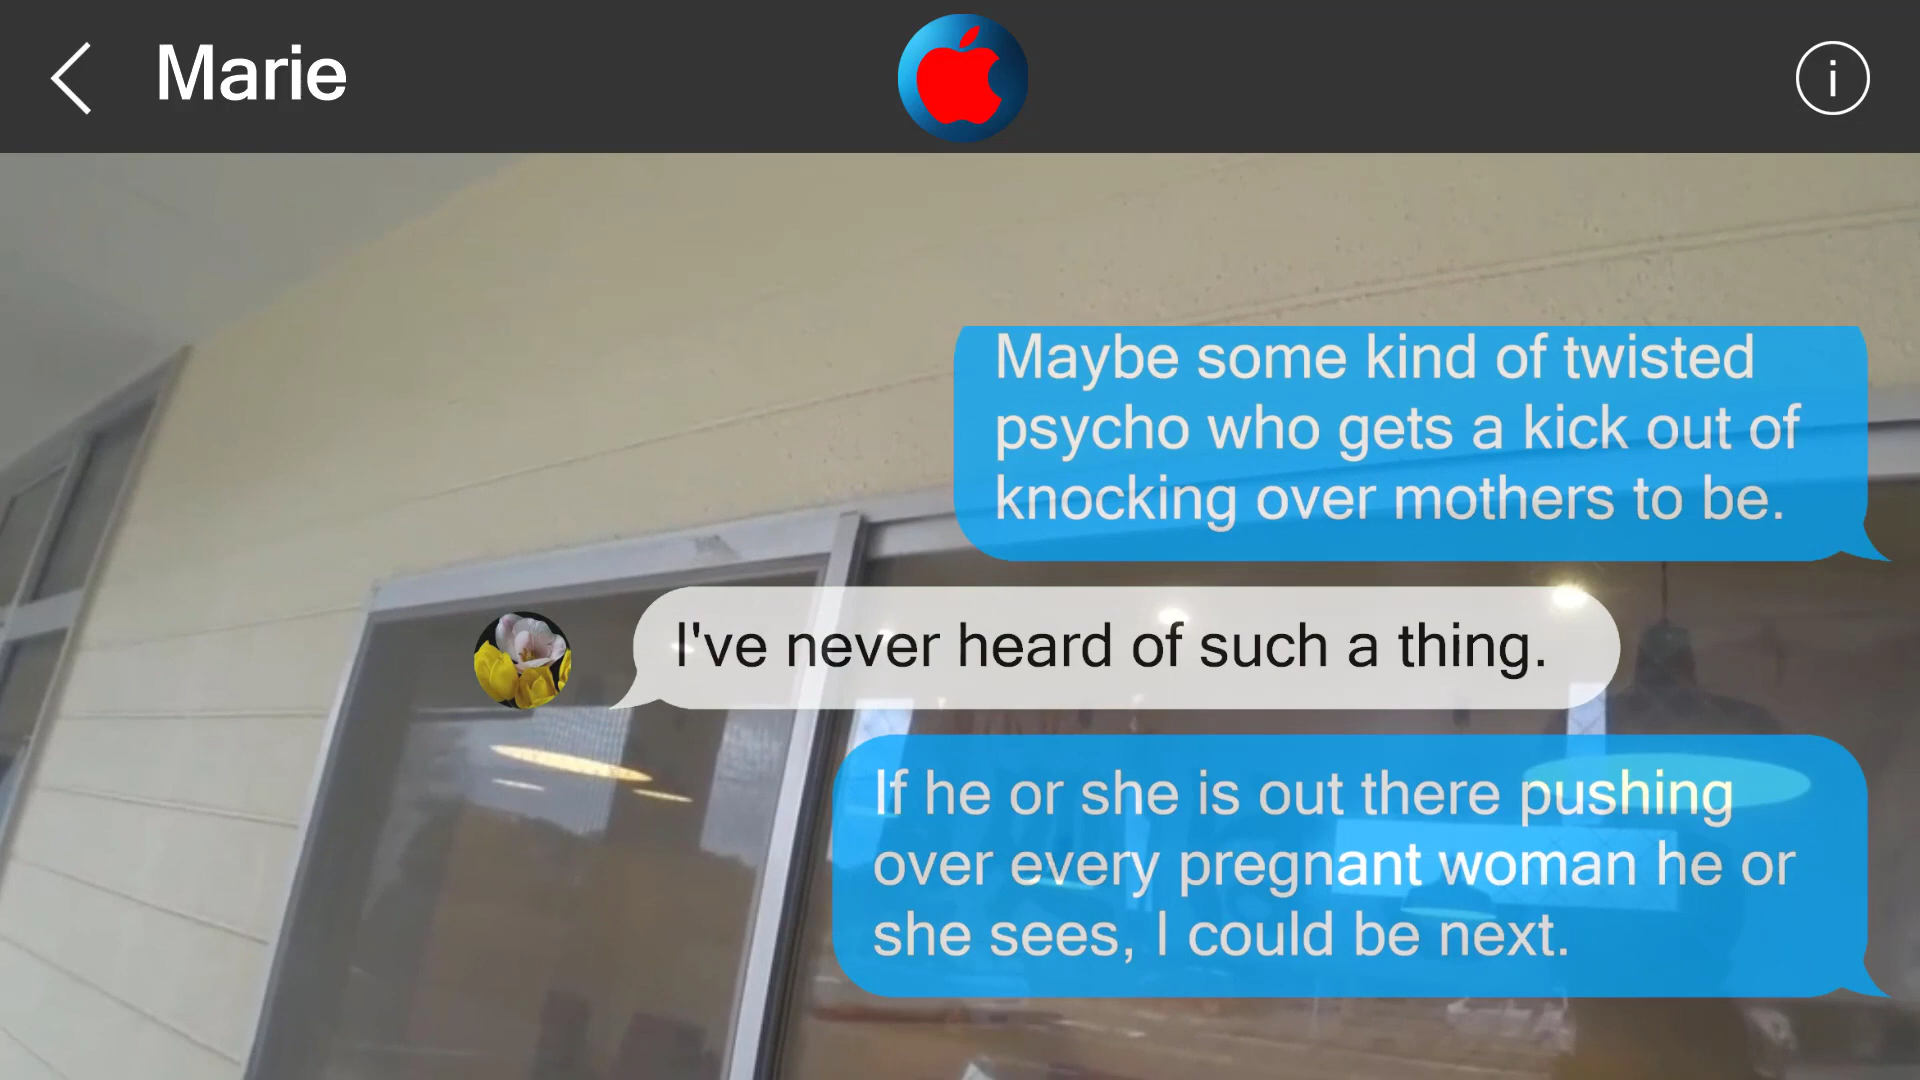 Marie
Maybe some kind of twisted
psycho who gets a kick out of
knocking over mothers to be.
I've never heard of such a thing.
If he or she is out there pushing
over every pregnant woman he or
she sees, I could be next.